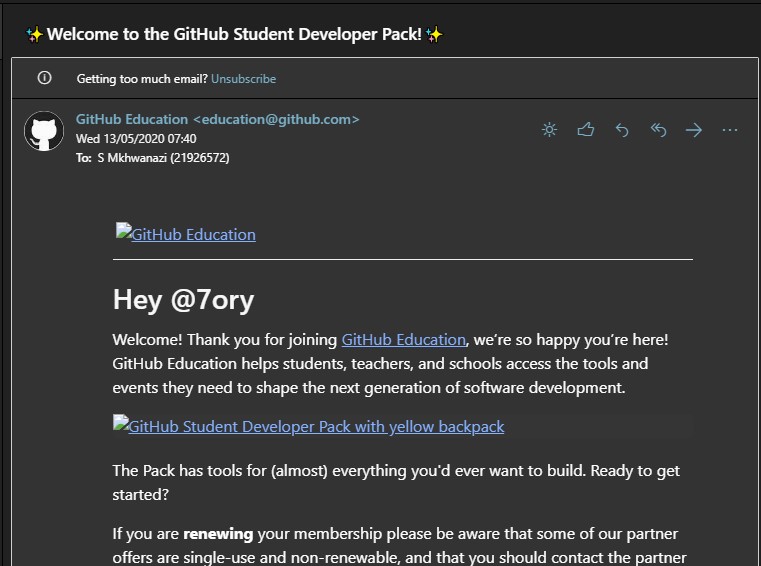 ✨Welcome to the GitHub Student Developer Pack!✨
Getting too much email? Unsubscribe
GitHub Education <education@github.com>
Wed 13/05/2020 07:40
To: S Mkhwanazi (21926572)
GitHub Education
Hey @7ory
Welcome! Thank you for joining GitHub Education, we’re so happy you’re here!
GitHub Education helps students, teachers, and schools access the tools and
events they need to shape the next generation of software development.
GitHub Student Developer Pack with yellow backpack
The Pack has tools for (almost) everything you'd ever want to build. Ready to get
started?
If you are renewing your membership please be aware that some of our partner
offers are single-use and non-renewable, and that you should contact the partner